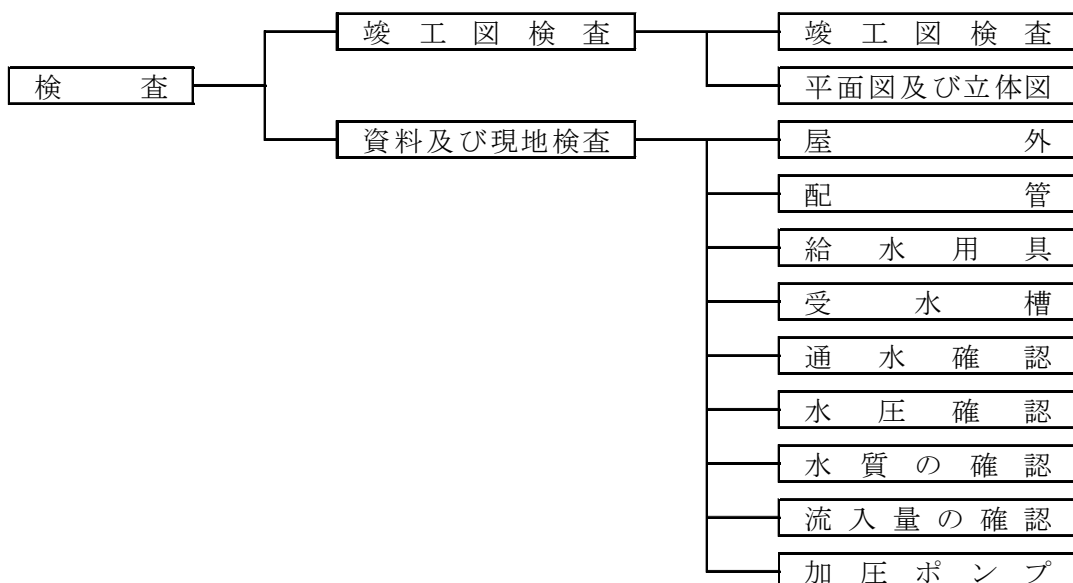 竣工図検査
竣工図検査
検査
平面図及び立体図
資料及び現地検査
屋外
配管
給水用具
受水槽
通水確認
水圧確認
水質の確認
流入量の確認
加圧ポンプ